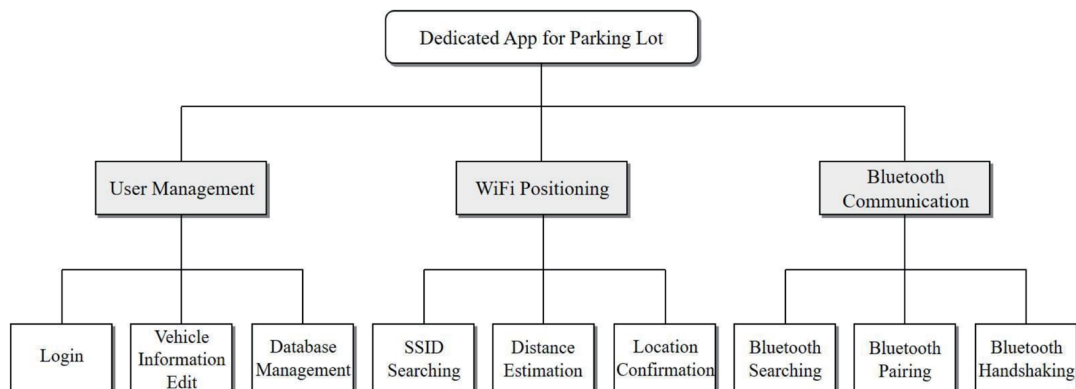 Dedicated App for Parking Lot
User Management
WiFi Positioning
Bluetooth
Communication
Login
Vehicle
Information
Edit
Database
Management
SSID
Searching
Distance
Estimation
Location
Confirmation
Bluetooth
Searching
Bluetooth
Pairing
Bluetooth
Handshaking